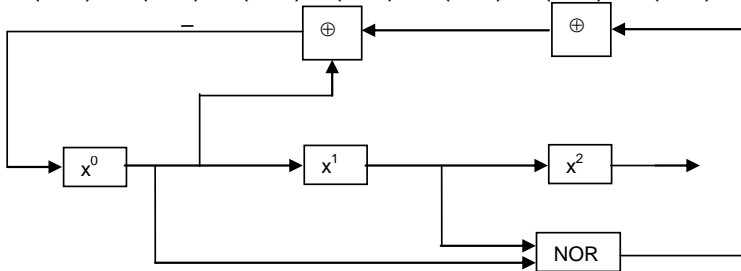 –
⊕ ⊕
x⁰ x¹ x²
NOR